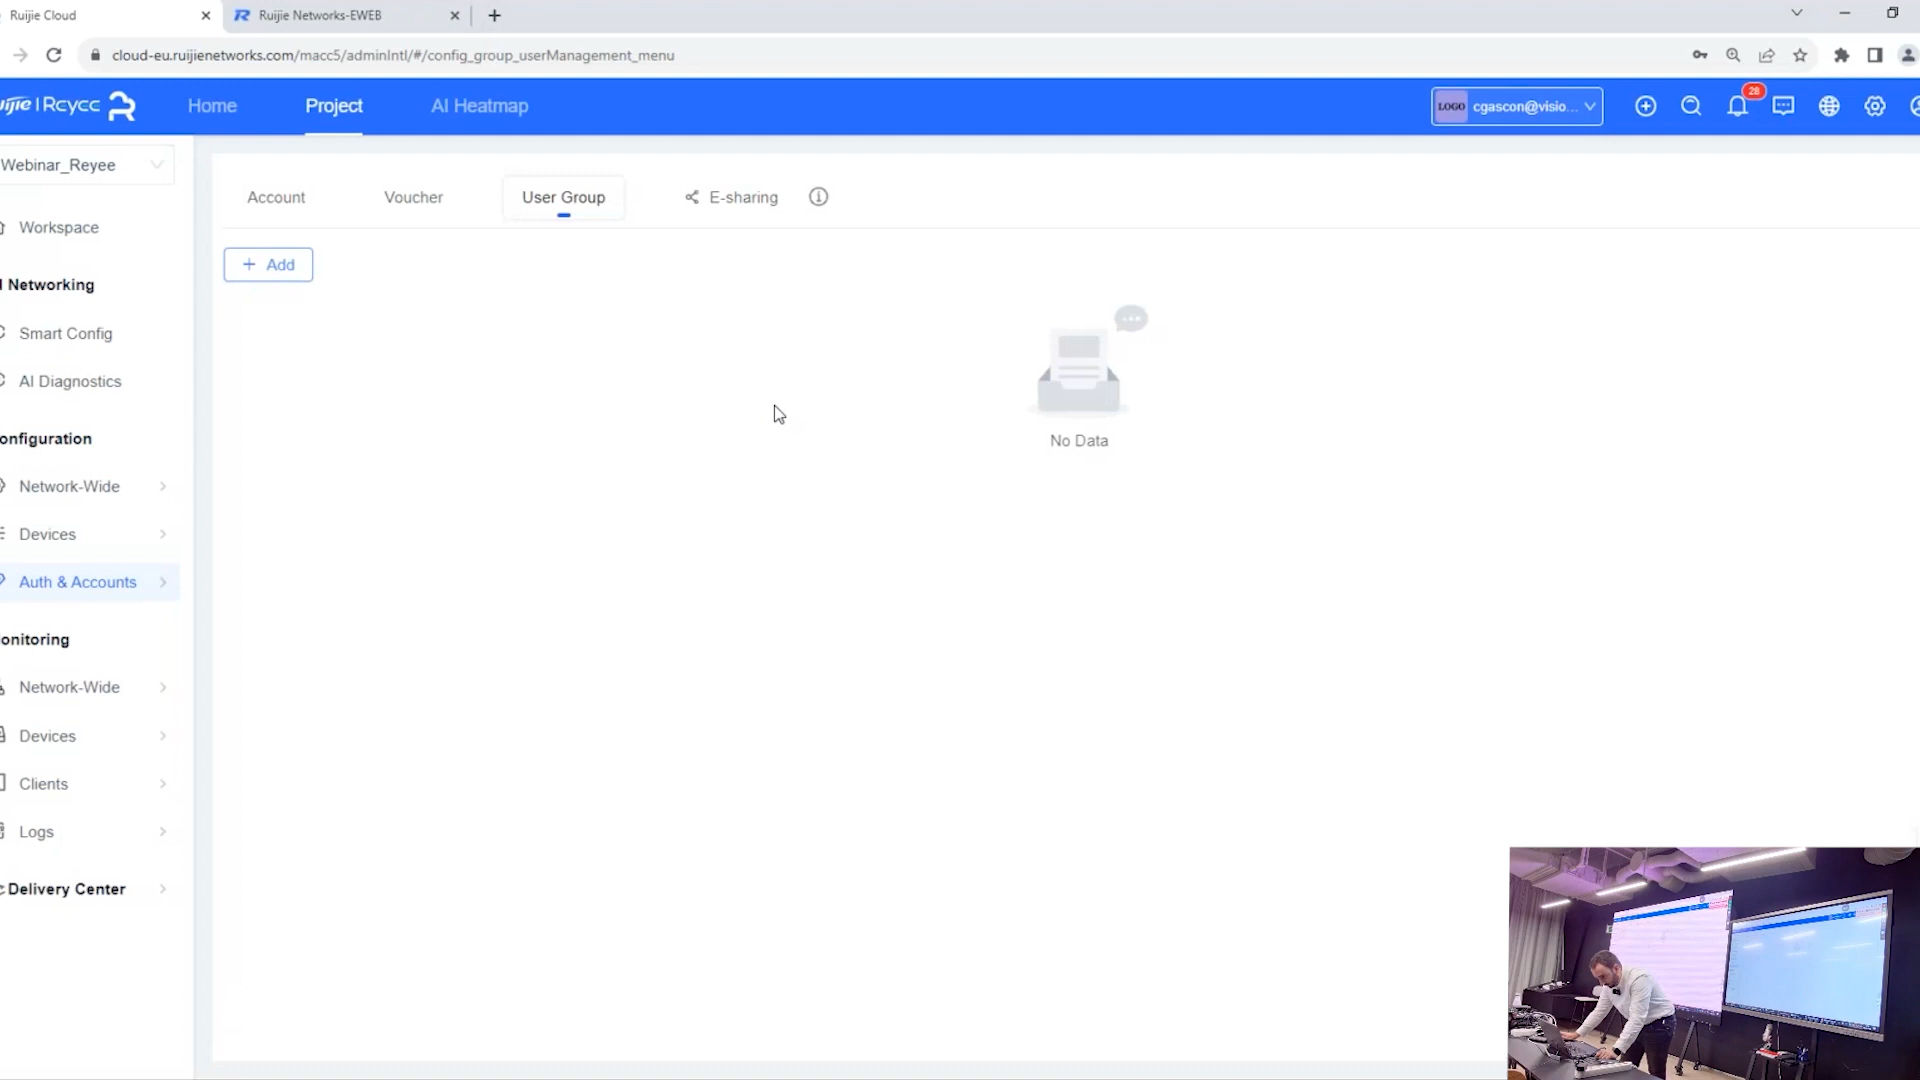 Ruijie Cloud
Ruijie Networks-EWEB
cloud-eu.ruijienetworks.com/macc5/adminIntl/#/config_group_userManagement_menu
uijie | Reyee
Home
Project
AI Heatmap
LOGO
cgascon@visio...
28
Webinar_Reyee
Account
Voucher
User Group
E-sharing
Workspace
+ Add
Networking
Smart Config
AI Diagnostics
No Data
onfiguration
Network-Wide
Devices
Auth & Accounts
onitoring
Network-Wide
Devices
Clients
Logs
Delivery Center